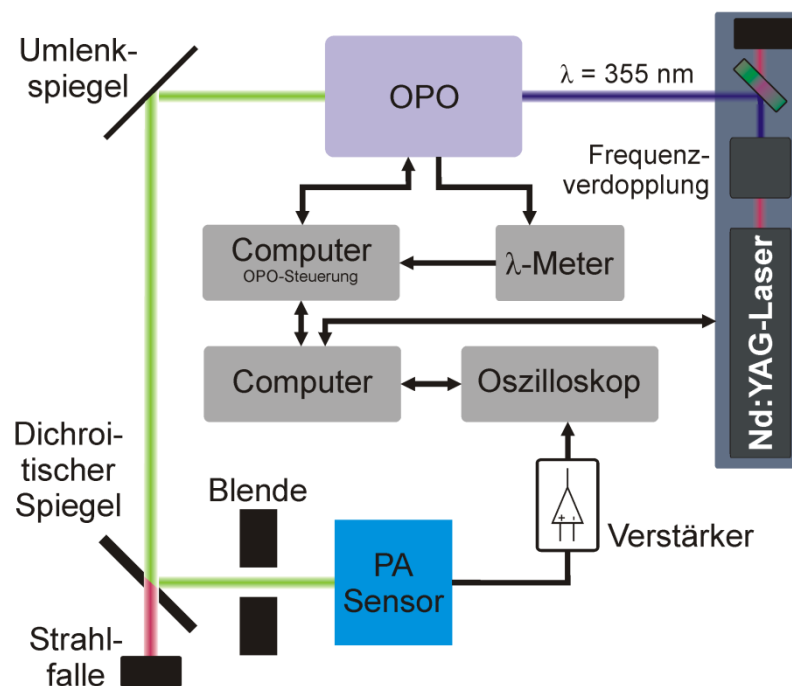 Umlenk-
spiegel
OPO
λ = 355 nm
Frequenz-
verdopplung
Computer
OPO-Steuerung
λ-Meter
Nd:YAG-Laser
Computer
Oszilloskop
Dichroi-
tischer
Spiegel
Blende
Verstärker
PA
Sensor
+ -
Strahl-
falle